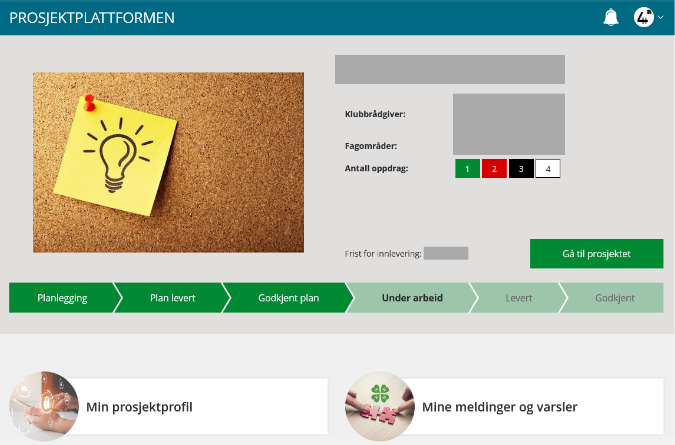 PROSJEKTPLATTFORMEN
4H
Klubbrådgiver:
Fagområder:
Antall oppdrag: 1 2 3 4
Frist for innlevering:
Gå til prosjektet
Planlegging Plan levert Godkjent plan Under arbeid Levert Godkjent
Min prosjektprofil
Mine meldinger og varsler